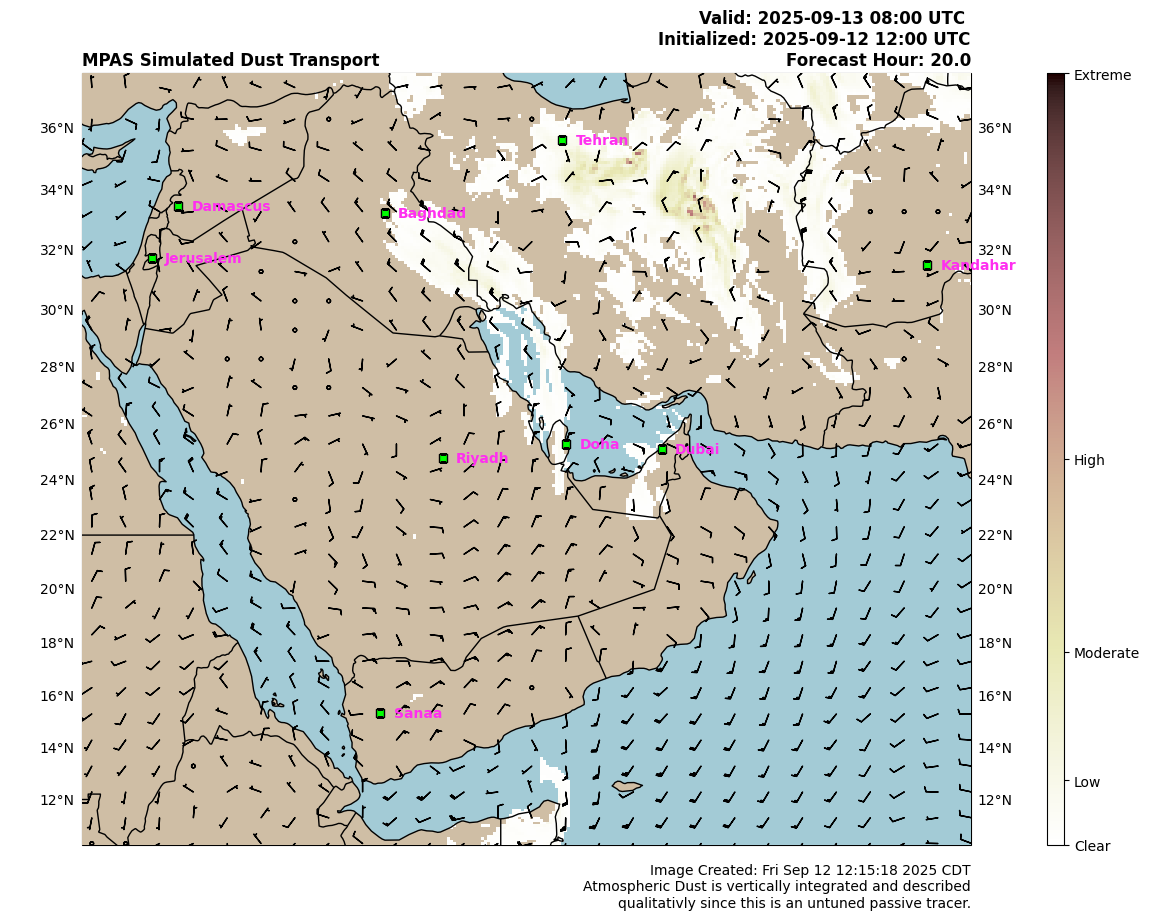 Valid: 2025-09-13 08:00 UTC
Initialized: 2025-09-12 12:00 UTC
MPAS Simulated Dust Transport
Forecast Hour: 20.0
Extreme
36°N
36°N
Tehran
34°N
34°N
Damascus
Baghdad
32°N
32°N
Jerusalem
Kandahar
30°N
30°N
28°N
28°N
26°N
26°N
Doha
Dubai
Riyadh
High
24°N
24°N
22°N
22°N
20°N
20°N
18°N
18°N
Moderate
16°N
16°N
Sanaa
14°N
14°N
Low
12°N
12°N
Clear
Image Created: Fri Sep 12 12:15:18 2025 CDT
Atmospheric Dust is vertically integrated and described
qualitativly since this is an untuned passive tracer.